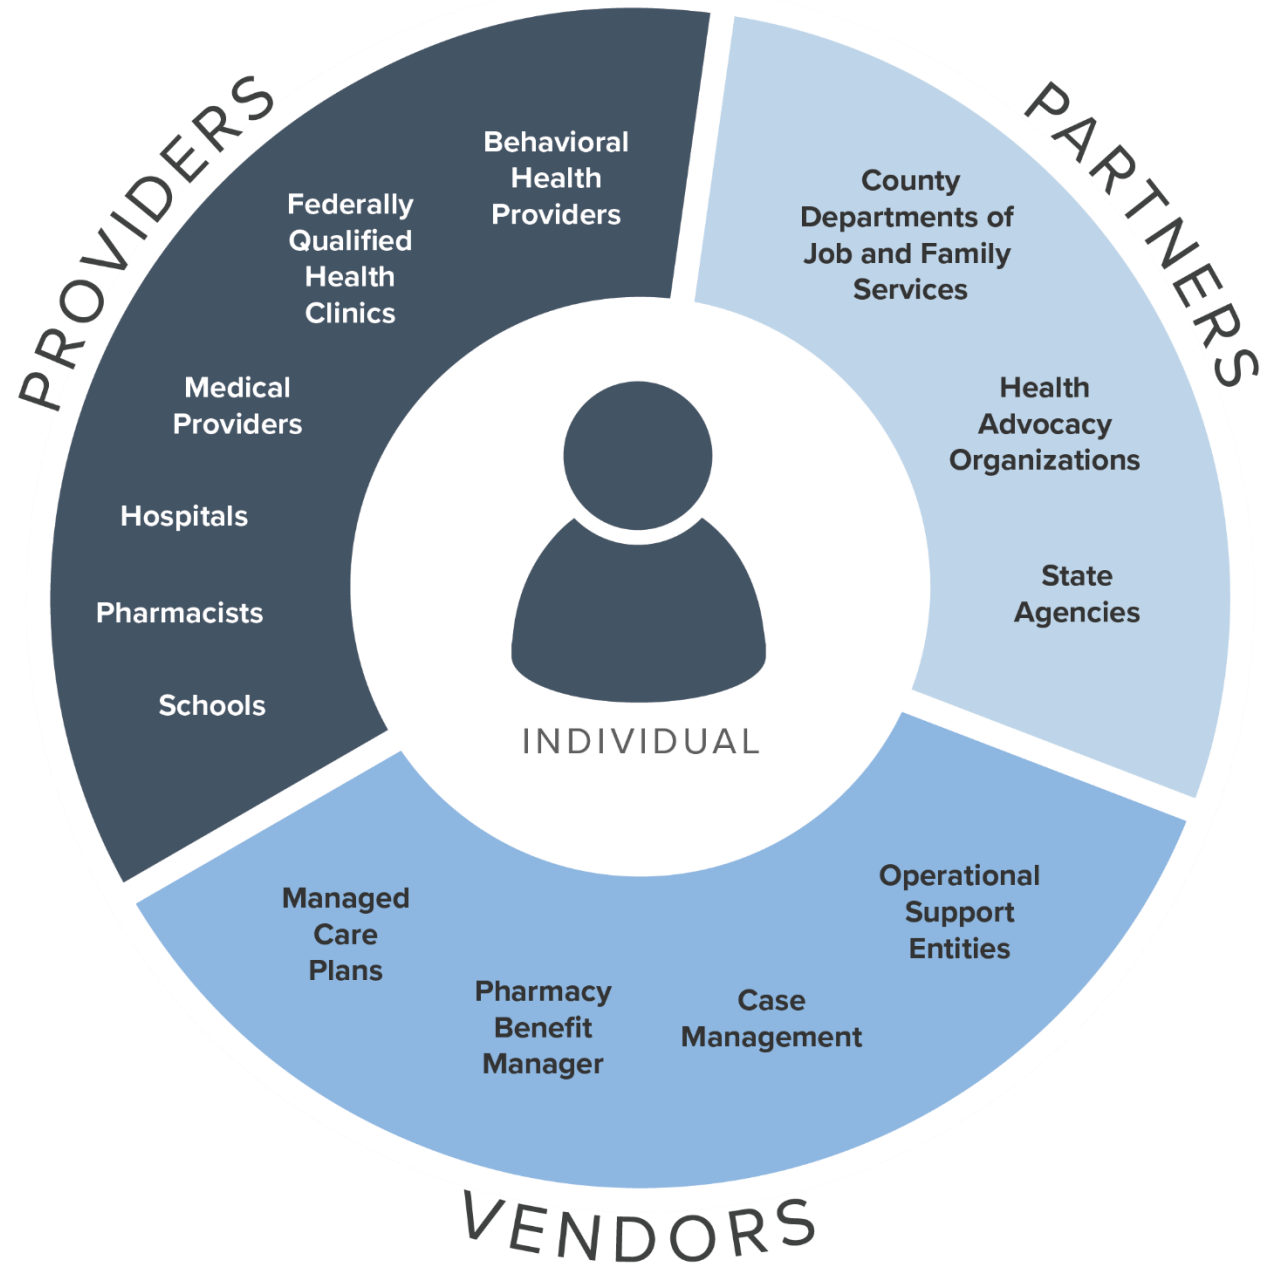 PROVIDERS
Behavioral
Health
Providers
Federally
Qualified
Health
Clinics
Medical
Providers
Hospitals
Pharmacists
Schools
PARTNERS
County
Departments of
Job and Family
Services
Health
Advocacy
Organizations
State
Agencies
INDIVIDUAL
Managed
Care
Plans
Pharmacy
Benefit
Manager
Case
Management
Operational
Support
Entities
VENDORS